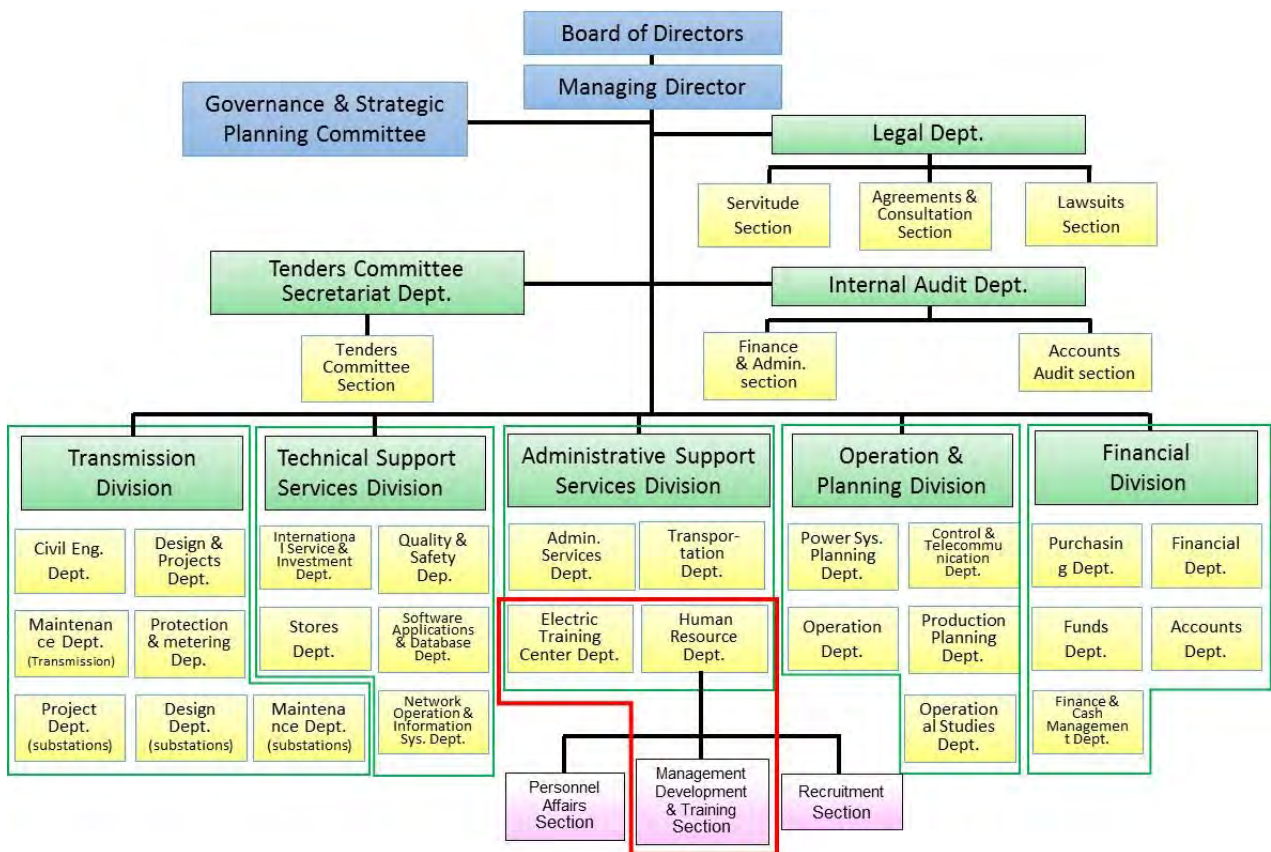 Board of Directors
Managing Director
Governance & Strategic
Planning Committee
Legal Dept.
Servitude
Section
Agreements &
Consultation
Section
Lawsuits
Section
Tenders Committee
Secretariat Dept.
Internal Audit Dept.
Tenders
Committee
Section
Finance
& Admin.
section
Accounts
Audit section
Transmission
Division
Technical Support
Services Division
Administrative Support
Services Division
Operation &
Planning Division
Financial
Division
Civil Eng.
Dept.
Design &
Projects
Dept.
Internationa
l Service &
Investment Dept.
Quality &
Safety
Dep.
Admin.
Services
Dept.
Transpor-
tation
Dept.
Power Sys.
Planning
Dept.
Control &
Telecommu
nication
Dept.
Purchasin
g Dept.
Financial
Dept.
Maintenan
ce Dept.
(Transmission)
Protection
& metering
Dep.
Stores
Dept.
Software
Applications
& Database
Dept.
Electric
Training
Center Dept.
Human
Resource
Dept.
Operation
Dept.
Production
Planning
Dept.
Funds
Dept.
Accounts
Dept.
Project
Dept.
(substations)
Design
Dept.
(substations)
Maintena
nce Dept.
(substations)
Network
Operation &
Information
Sys. Dept.
Operation
al Studies
Dept.
Finance &
Cash
Managemen
t Dept.
Personnel
Affairs
Section
Management
Development
& Training
Section
Recruitment
Section